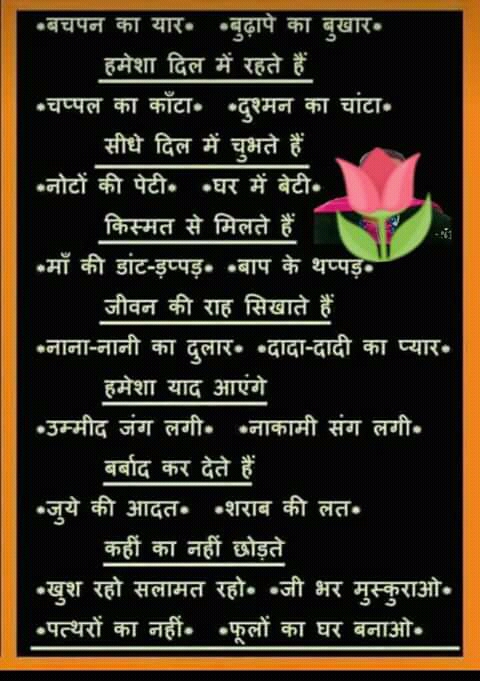 •बचपन का यार• •बुढ़ापे का बुखार•
हमेशा दिल में रहते हैं
•चप्पल का काँटा• •दुश्मन का चांटा•
सीधे दिल में चुभते हैं
•नोटों की पेटी• •घर में बेटी•
किस्मत से मिलते हैं
•माँ की डांट-ड़प्पड़• •बाप के थप्पड़•
जीवन की राह सिखाते हैं
•नाना-नानी का दुलार• •दादा-दादी का प्यार•
हमेशा याद आएंगे
•उम्मीद जंग लगी• •नाकामी संग लगी•
बर्बाद कर देते हैं
•जुये की आदत• •शराब की लत•
कहीं का नहीं छोड़ते
•खुश रहो सलामत रहो• •जी भर मुस्कुराओ•
•पत्थरों का नहीं• •फूलों का घर बनाओ•